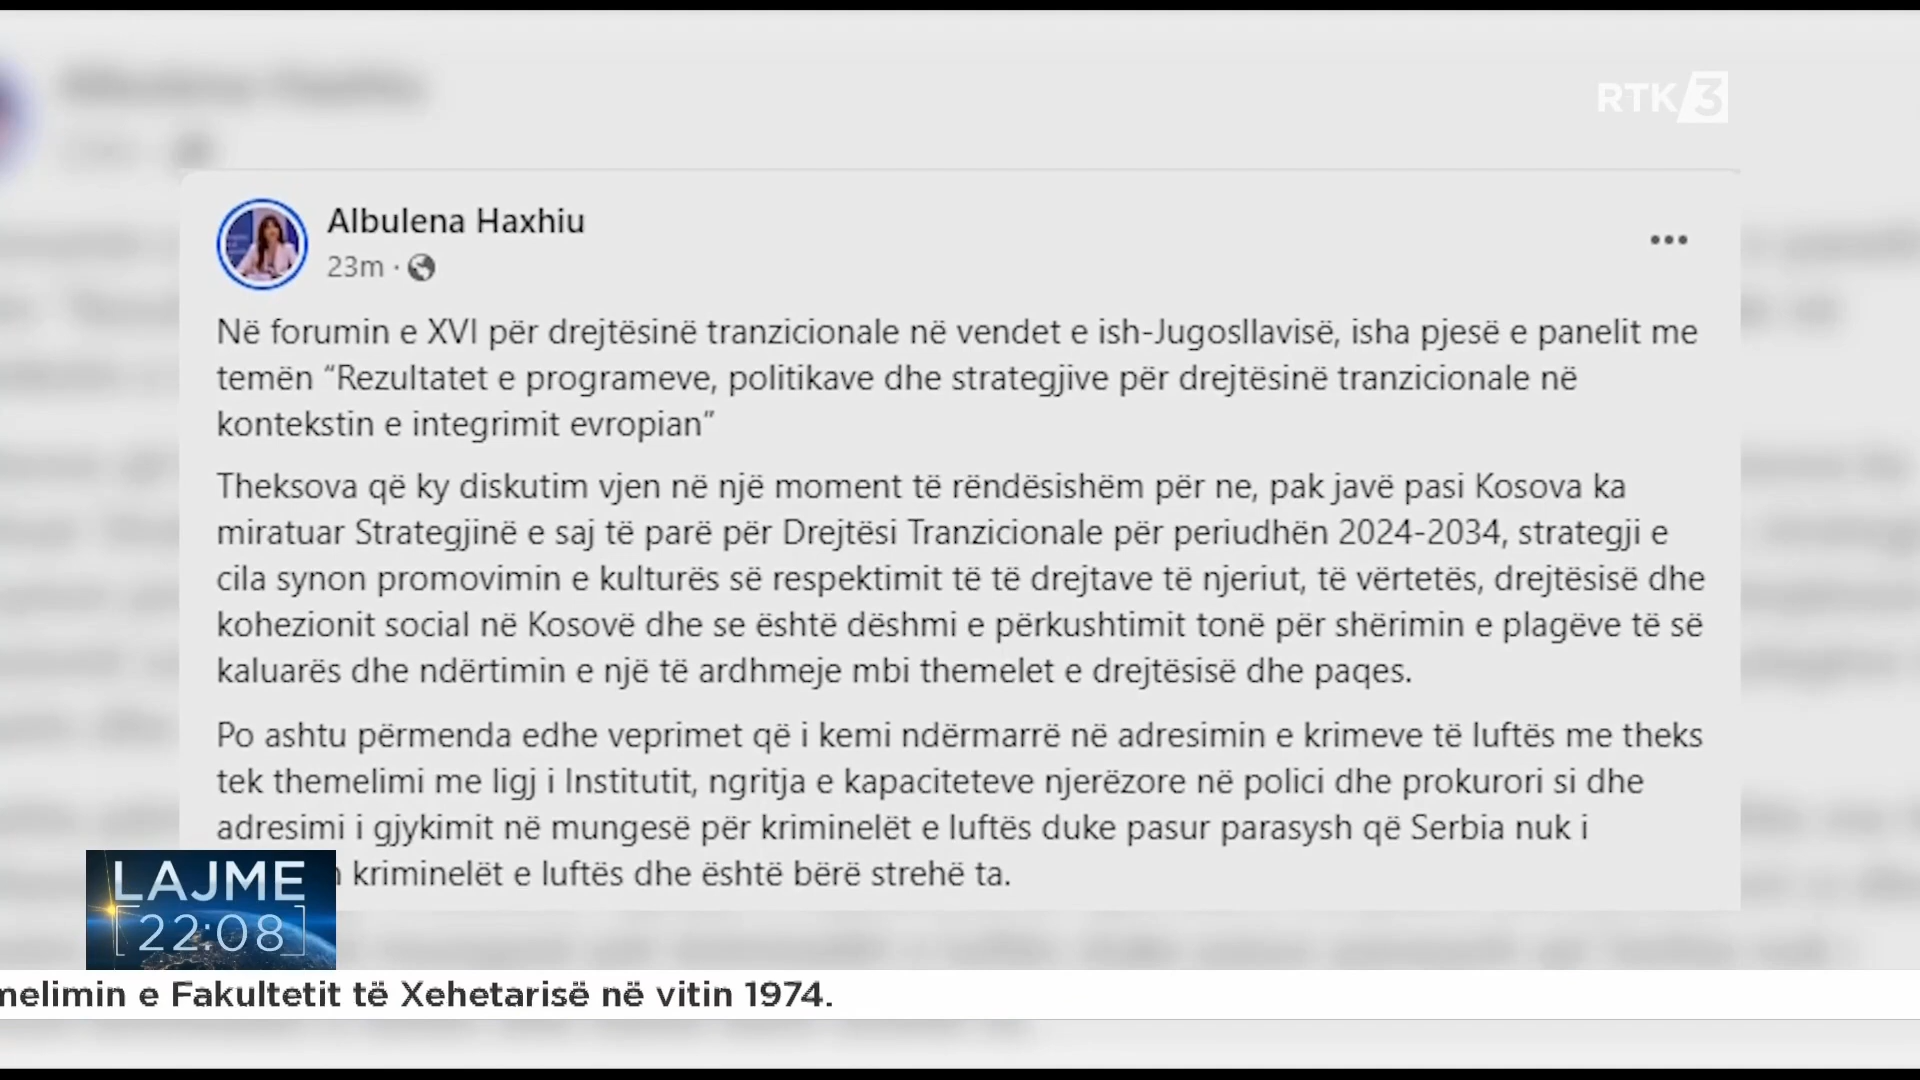 RTK 3
Albulena Haxhiu
23m ·
Në forumin e XVI për drejtësinë tranzicionale në vendet e ish-Jugosllavisë, isha pjesë e panelit me
temën “Rezultatet e programeve, politikave dhe strategjive për drejtësinë tranzicionale në
kontekstin e integrimit evropian”
Theksova që ky diskutim vjen në një moment të rëndësishëm për ne, pak javë pasi Kosova ka
miratuar Strategjinë e saj të parë për Drejtësi Tranzicionale për periudhën 2024-2034, strategji e
cila synon promovimin e kulturës së respektimit të të drejtave të njeriut, të vërtetës, drejtësisë dhe
kohezionit social në Kosovë dhe se është dëshmi e përkushtimit tonë për shërimin e plagëve të së
kaluarës dhe ndërtimin e një të ardhmeje mbi themelet e drejtësisë dhe paqes.
Po ashtu përmenda edhe veprimet që i kemi ndërmarrë në adresimin e krimeve të luftës me theks
tek themelimi me ligj i Institutit, ngritja e kapaciteteve njerëzore në polici dhe prokurori si dhe
adresimi i gjykimit në mungesë për kriminelët e luftës duke pasur parasysh që Serbia nuk i
kriminelët e luftës dhe është bërë strehë ta.
LAJME
22:08
melimin e Fakultetit të Xehetarisë në vitin 1974.